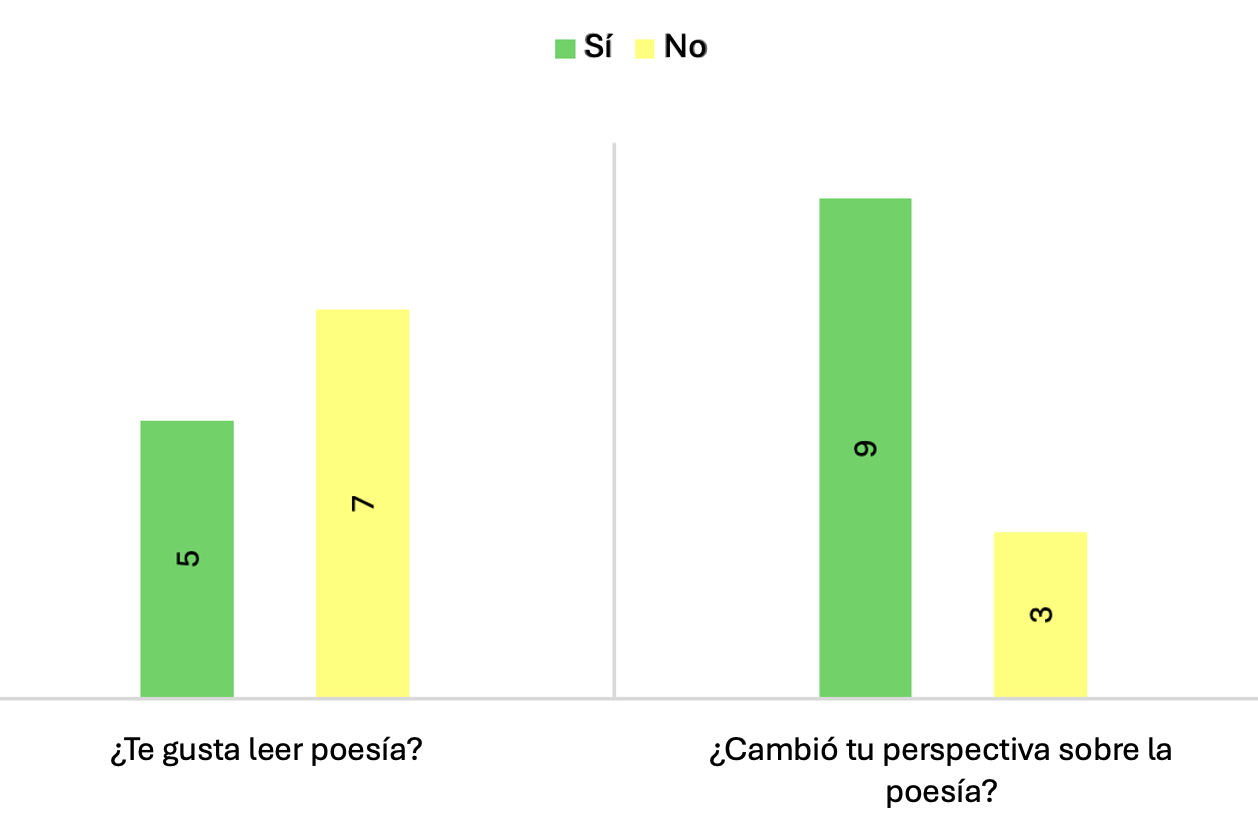 Sí No
5
7
9
3
¿Te gusta leer poesía?
¿Cambió tu perspectiva sobre la
poesía?